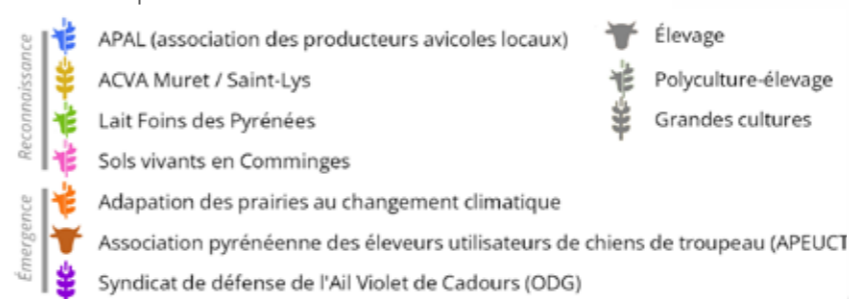 Reconnaissance
APAL (association des producteurs avicoles locaux)
ACVA Muret / Saint-Lys
Lait Foins des Pyrénées
Sols vivants en Comminges
Émergence
Adapation des prairies au changement climatique
Association pyrénéenne des éleveurs utilisateurs de chiens de troupeau (APEUCT
Syndicat de défense de l'Ail Violet de Cadours (ODG)
Élevage
Polyculture-élevage
Grandes cultures